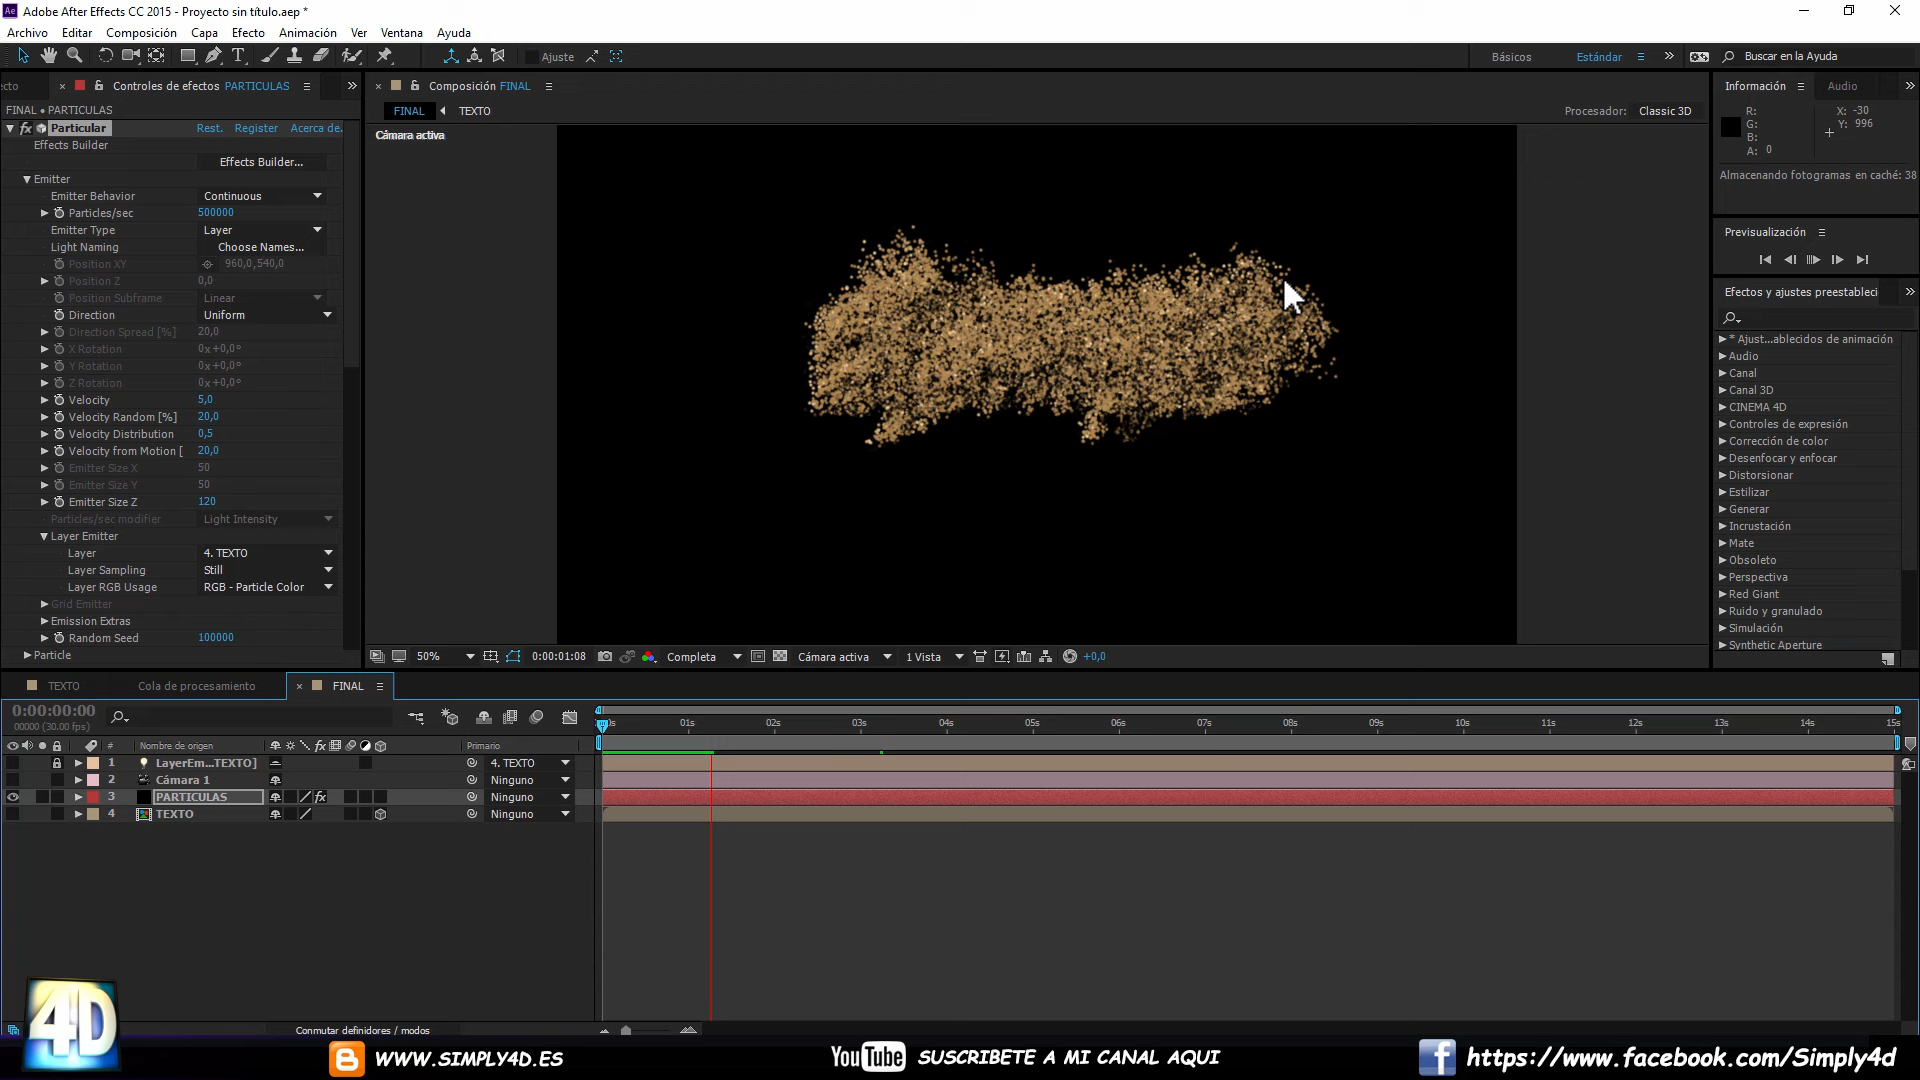 Adobe After Effects CC 2015 - Proyecto sin título.aep *
Archivo Editar Composición Capa Efecto Animación Ver Ventana Ayuda
Ajuste Básicos Estándar Buscar en la Ayuda
ecto Controles de efectos PARTICULAS
FINAL • PARTICULAS
fx Particular Rest. Register Acerca de.
Effects Builder
Effects Builder...
Emitter
Emitter Behavior Continuous
Particles/sec 500000
Emitter Type Layer
Light Naming Choose Names...
Position XY 960,0,540,0
Position Z 0,0
Position Subframe Linear
Direction Uniform
Direction Spread [%] 20,0
X Rotation 0x+0,0°
Y Rotation 0x+0,0°
Z Rotation 0x+0,0°
Velocity 5,0
Velocity Random [%] 20,0
Velocity Distribution 0,5
Velocity from Motion [ 20,0
Emitter Size X 50
Emitter Size Y 50
Emitter Size Z 120
Particles/sec modifier Light Intensity
Layer Emitter
Layer 4. TEXTO
Layer Sampling Still
Layer RGB Usage RGB - Particle Color
Grid Emitter
Emission Extras
Random Seed 100000
Particle
Composición FINAL
FINAL TEXTO
Procesador: Classic 3D
Cámara activa
50% 0:00:01:08 Completa Cámara activa 1 Vista +0,0
Información Audio
R: X: -30
G: Y: 996
B:
A: 0
Almacenando fotogramas en caché: 38
Previsualización
Efectos y ajustes preestableci
* Ajust...ablecidos de animación
Audio
Canal
Canal 3D
CINEMA 4D
Controles de expresión
Corrección de color
Desenfocar y enfocar
Distorsionar
Estilizar
Generar
Incrustación
Mate
Obsoleto
Perspectiva
Red Giant
Ruido y granulado
Simulación
Synthetic Aperture
TEXTO Cola de procesamiento FINAL
0:00:00:00
00000 (30.00 fps)
0s 01s 02s 03s 04s 05s 06s 07s 08s 09s 10s 11s 12s 13s 14s 15s
# Nombre de origen fx Primario
1 LayerEm...TEXTO] 4. TEXTO
2 Cámara 1 Ninguno
3 PARTICULAS fx Ninguno
4 TEXTO Ninguno
4D
Conmutar definidores / modos
WWW.SIMPLY4D.ES
YouTube SUSCRIBETE A MI CANAL AQUI
f https://www.facebook.com/Simply4d